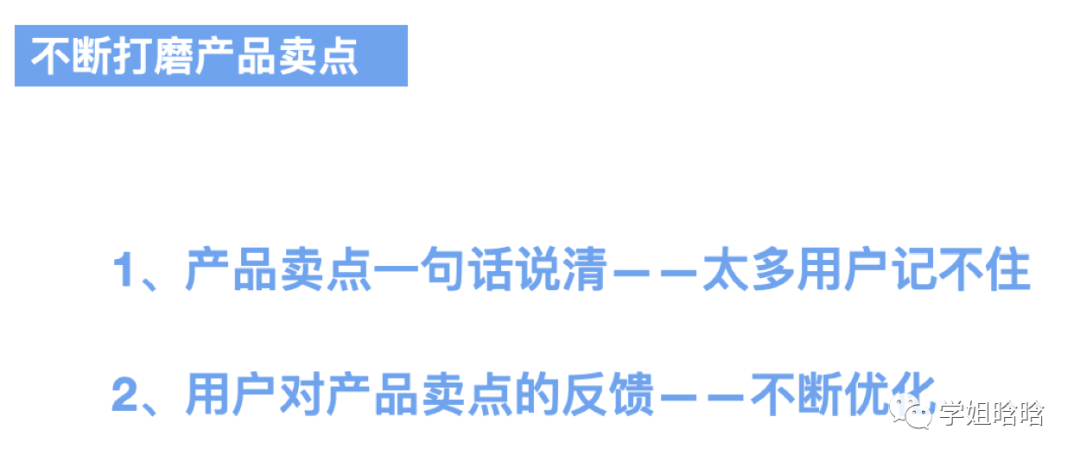 不断打磨产品卖点
1、产品卖点一句话说清——太多用户记不住
2、用户对产品卖点的反馈——不断优化
学姐晗晗